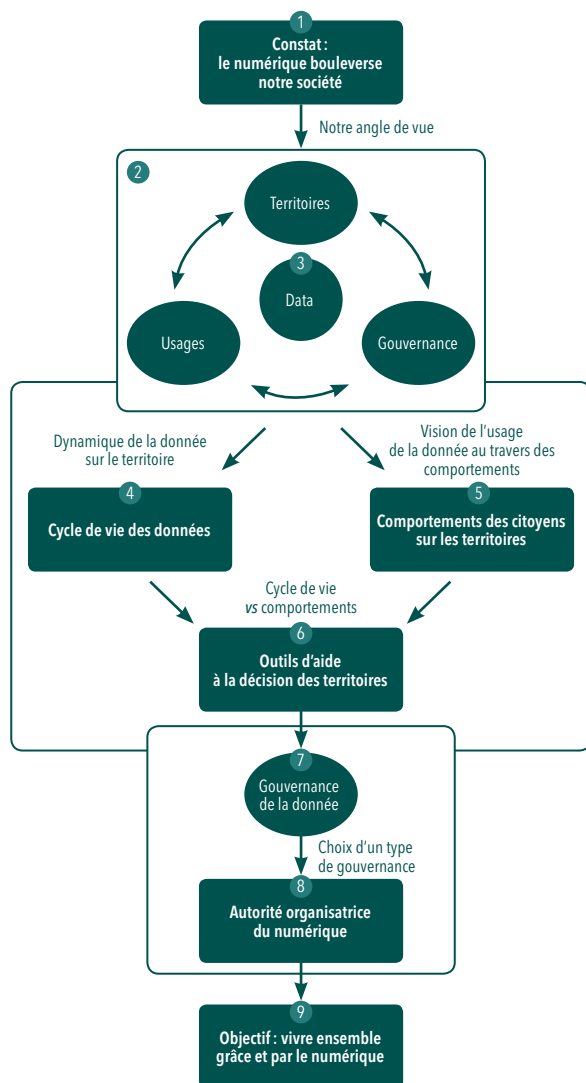 1
Constat :
le numérique bouleverse
notre société
Notre angle de vue
2
Territoires
3
Data
Usages
Gouvernance
Dynamique de la donnée
sur le territoire
Vision de l'usage
de la donnée au travers des
comportements
4
Cycle de vie des données
5
Comportements des citoyens
sur les territoires
Cycle de vie
vs comportements
6
Outils d'aide
à la décision des territoires
7
Gouvernance
de la donnée
Choix d'un type
de gouvernance
8
Autorité organisatrice
du numérique
9
Objectif : vivre ensemble
grâce et par le numérique